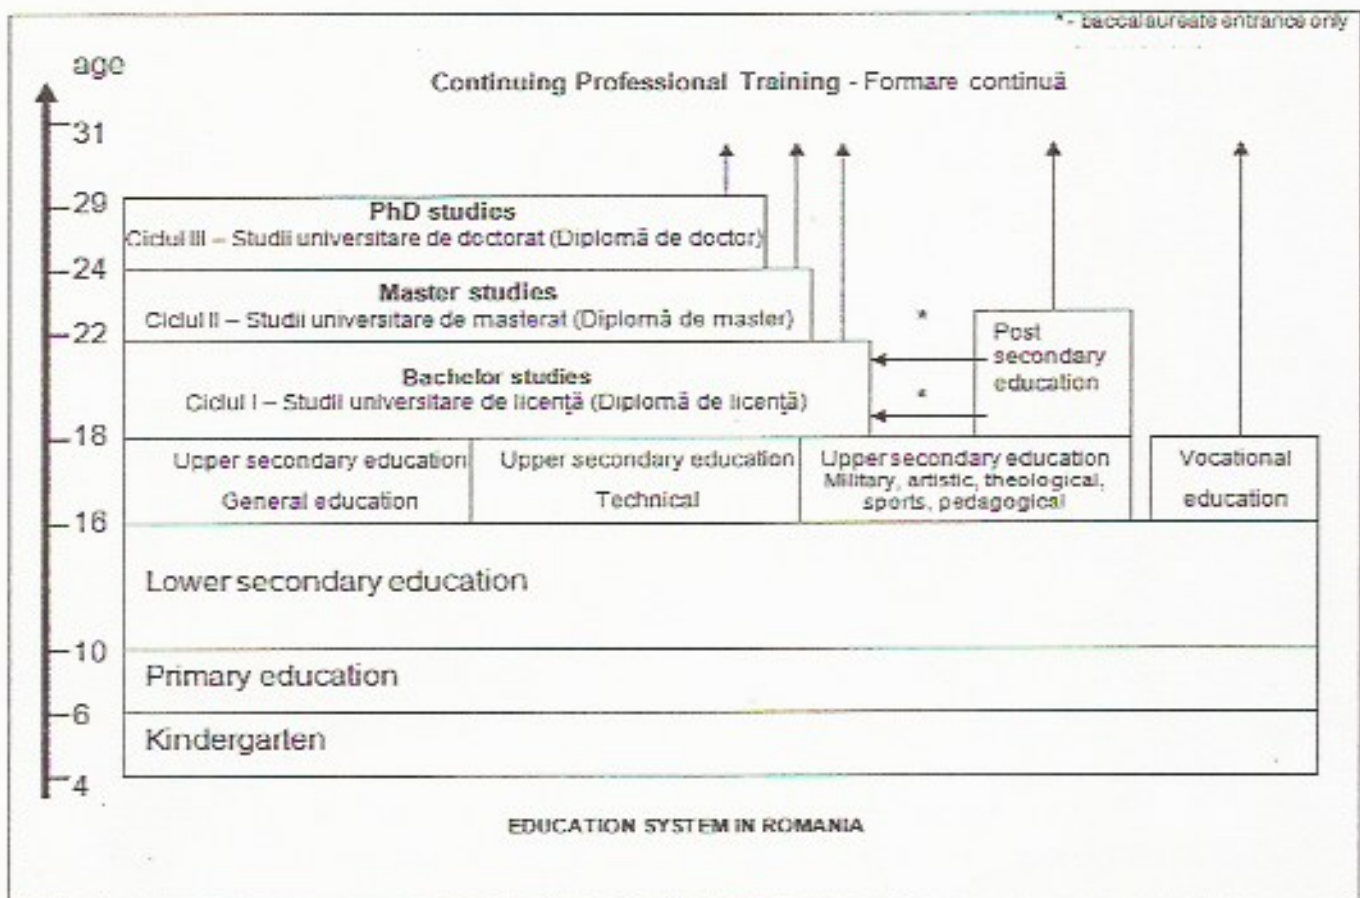 * - baccalaureate entrance only
age
Continuing Professional Training - Formare continuă
31
29
PhD studies
Ciclul III – Studii universitare de doctorat (Diplomă de doctor)
24
Master studies
Ciclul II – Studii universitare de masterat (Diplomă de master)
*
22
Post
secondary
education
Bachelor studies
Ciclul I – Studii universitare de licență (Diplomă de licență)
*
18
Upper secondary education
General education
Upper secondary education
Technical
Upper secondary education
Military, artistic, theological,
sports, pedagogical
Vocational
education
16
Lower secondary education
10
Primary education
6
Kindergarten
4
EDUCATION SYSTEM IN ROMANIA